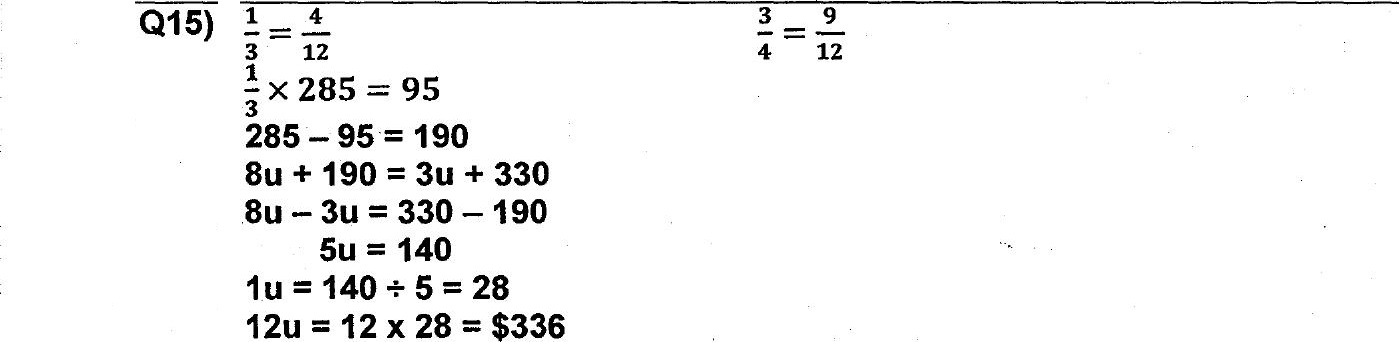 Q15) 1/3 = 4/12 3/4 = 9/12
1/3 × 285 = 95
285 – 95 = 190
8u + 190 = 3u + 330
8u – 3u = 330 – 190
5u = 140
1u = 140 ÷ 5 = 28
12u = 12 x 28 = $336